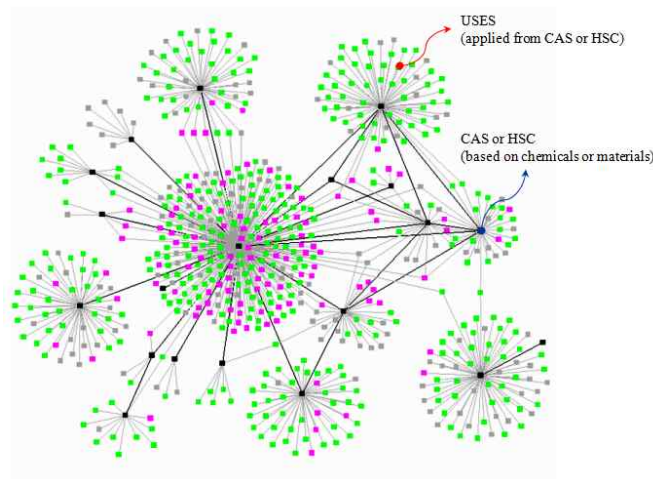 USES
(applied from CAS or HSC)
CAS or HSC
(based on chemicals or materials)